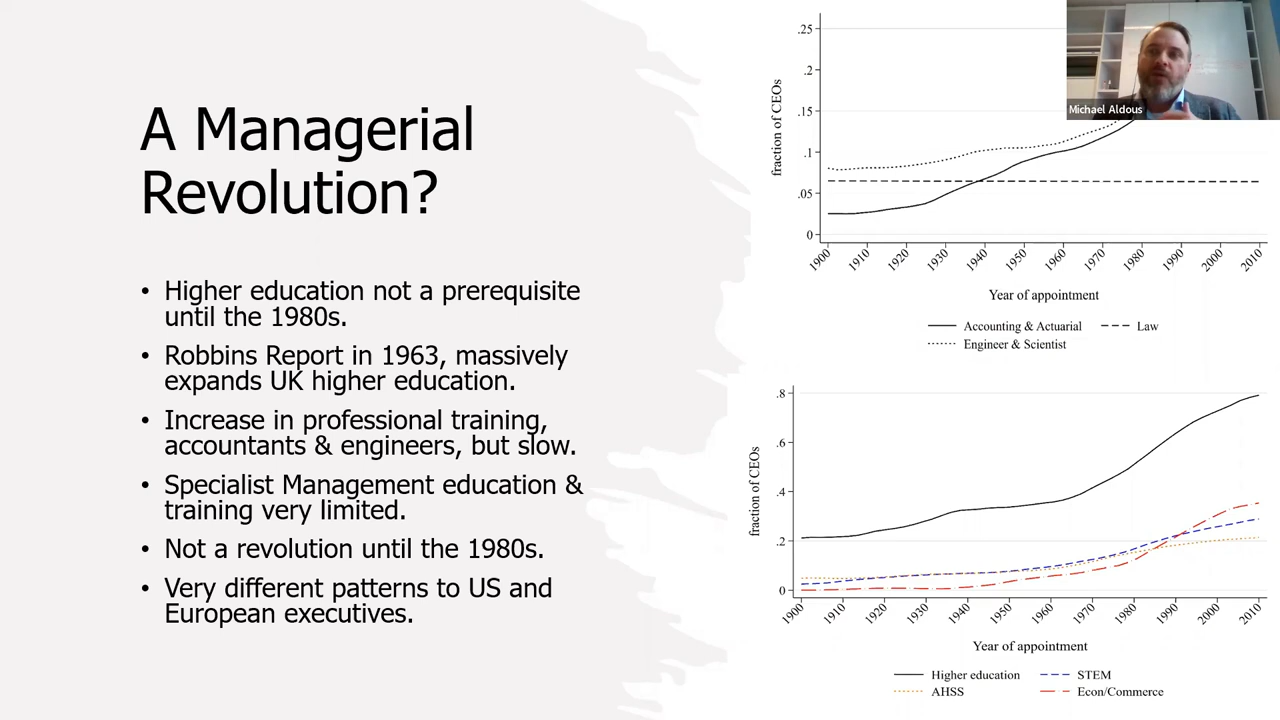 A Managerial
Revolution?
• Higher education not a prerequisite
until the 1980s.
• Robbins Report in 1963, massively
expands UK higher education.
• Increase in professional training,
accountants & engineers, but slow.
• Specialist Management education &
training very limited.
• Not a revolution until the 1980s.
• Very different patterns to US and
European executives.
fraction of CEOs
.25
.2
.15
.1
.05
0
1900 1910 1920 1930 1940 1950 1960 1970 1980 1990 2000 2010
Year of appointment
Accounting & Actuarial Law
Engineer & Scientist
Michael Aldous
fraction of CEOs
.8
.6
.4
.2
0
1900 1910 1920 1930 1940 1950 1960 1970 1980 1990 2000 2010
Year of appointment
Higher education STEM
AHSS Econ/Commerce